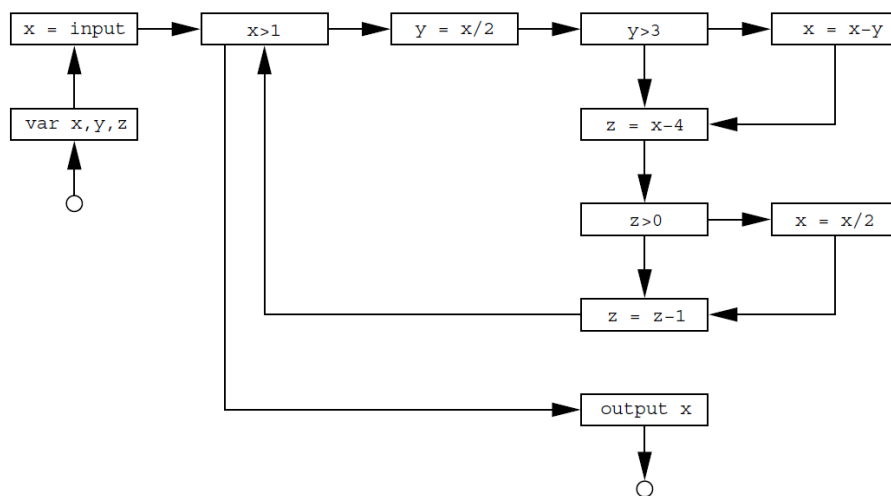 x = input
x>1
y = x/2
y>3
x = x-y
var x,y,z
z = x-4
z>0
x = x/2
z = z-1
output x